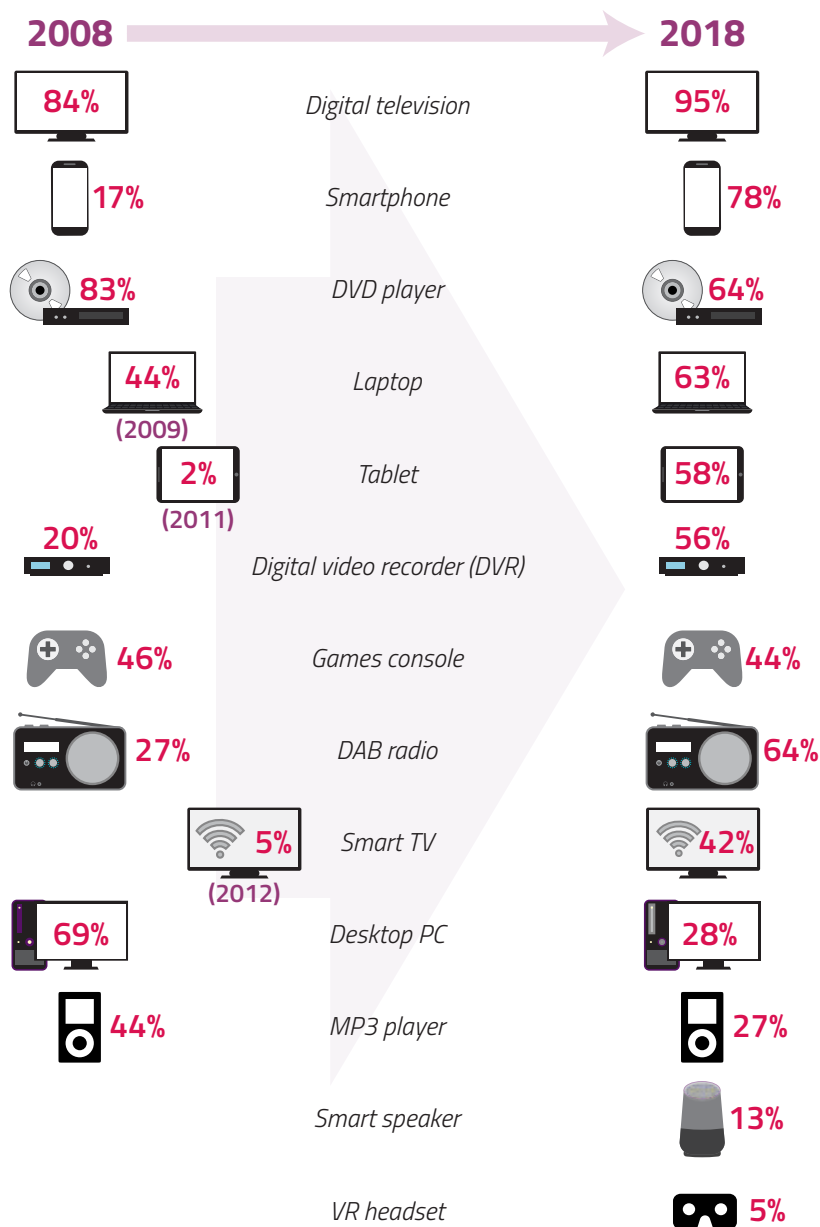 2008 2018
84% Digital television 95%
17% Smartphone 78%
83% DVD player 64%
44% Laptop 63%
(2009)
2% Tablet 58%
(2011)
20% Digital video recorder (DVR) 56%
46% Games console 44%
27% DAB radio 64%
5% Smart TV 42%
(2012)
69% Desktop PC 28%
44% MP3 player 27%
Smart speaker 13%
VR headset 5%